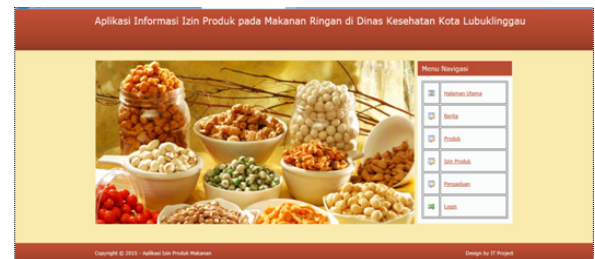 Aplikasi Informasi Izin Produk pada Makanan Ringan di Dinas Kesehatan Kota Lubuklinggau
Menu Navigasi
Halaman Utama
Berita
Produk
Izin Produk
Pengaduan
Login
Copyright © 2015 - Aplikasi Izin Produk Makanan
Design by IT Project